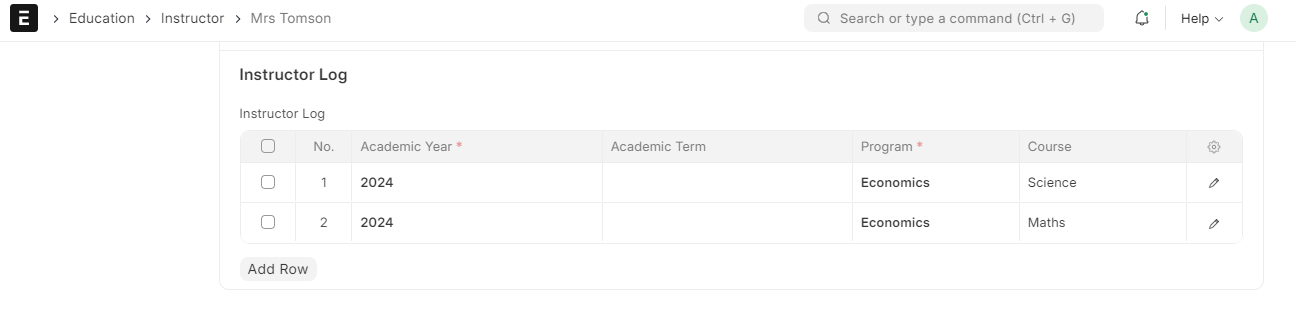 E > Education > Instructor > Mrs Tomson Search or type a command (Ctrl + G) Help A
Instructor Log
Instructor Log
No. Academic Year * Academic Term Program * Course
1 2024 Economics Science
2 2024 Economics Maths
Add Row